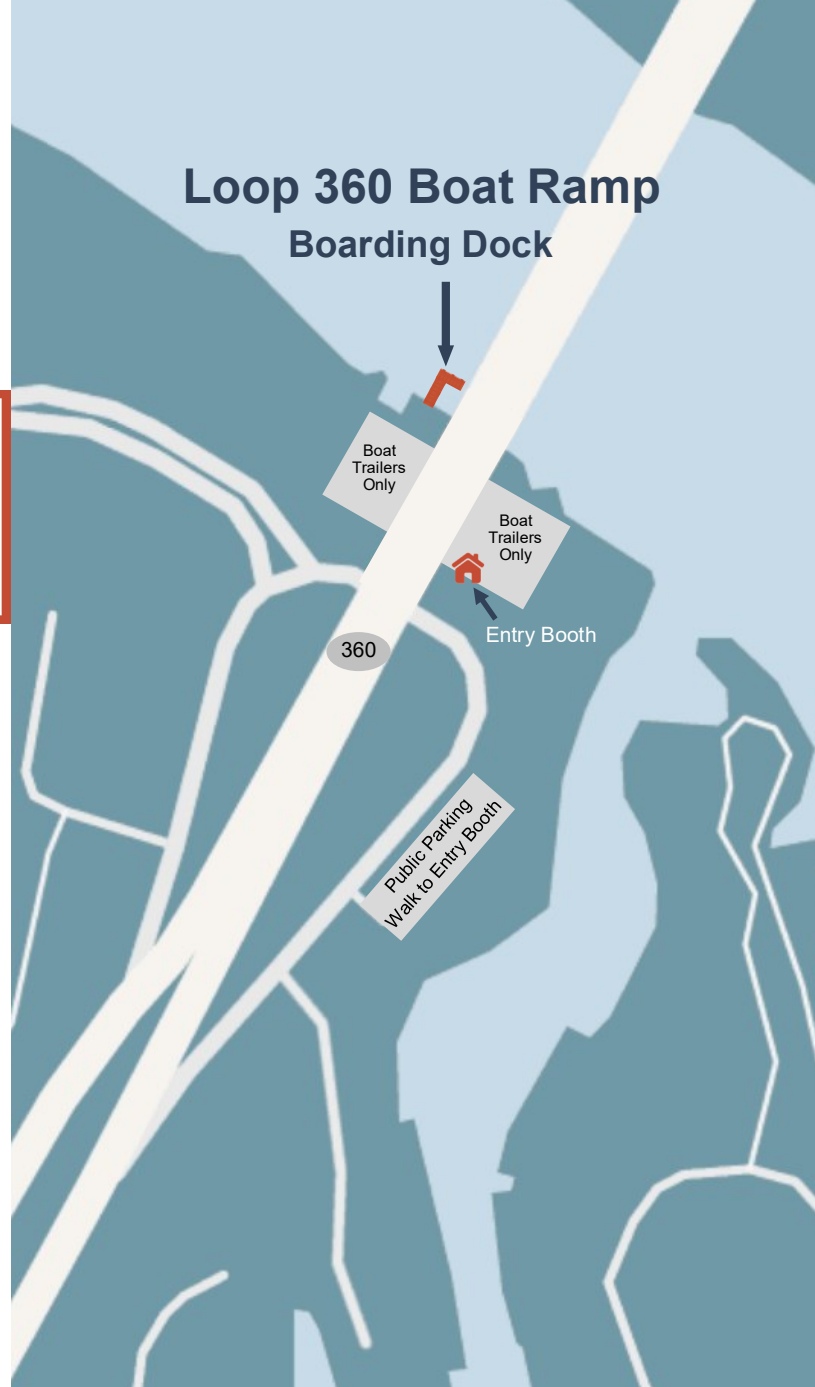 Loop 360 Boat Ramp
Boarding Dock
Boat
Trailers
Only
Boat
Trailers
Only
Entry Booth
360
Public Parking
Walk to Entry Booth